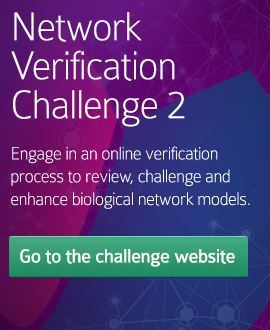 Network
Verification
Challenge 2
Engage in an online verification
process to review, challenge and
enhance biological network models.
Go to the challenge website